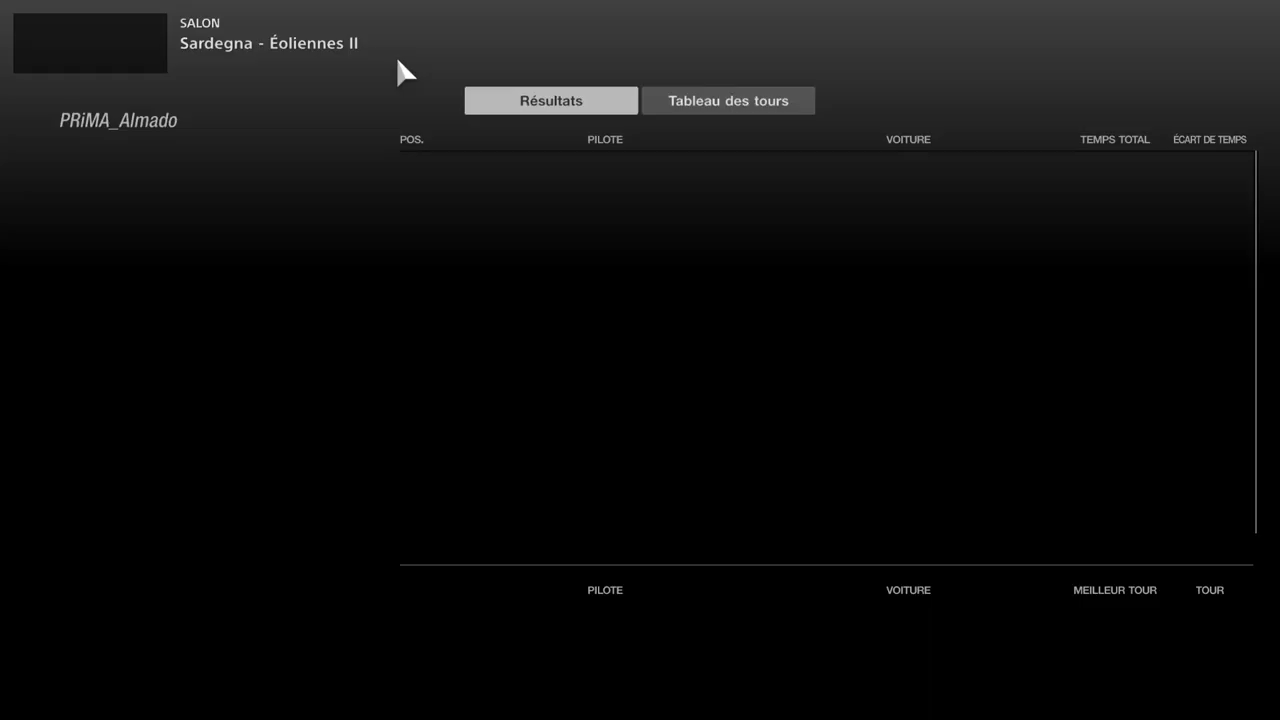 SALON
Sardegna - Éoliennes II
Résultats Tableau des tours
PRiMA_Almado
POS. PILOTE VOITURE TEMPS TOTAL ÉCART DE TEMPS
PILOTE VOITURE MEILLEUR TOUR TOUR